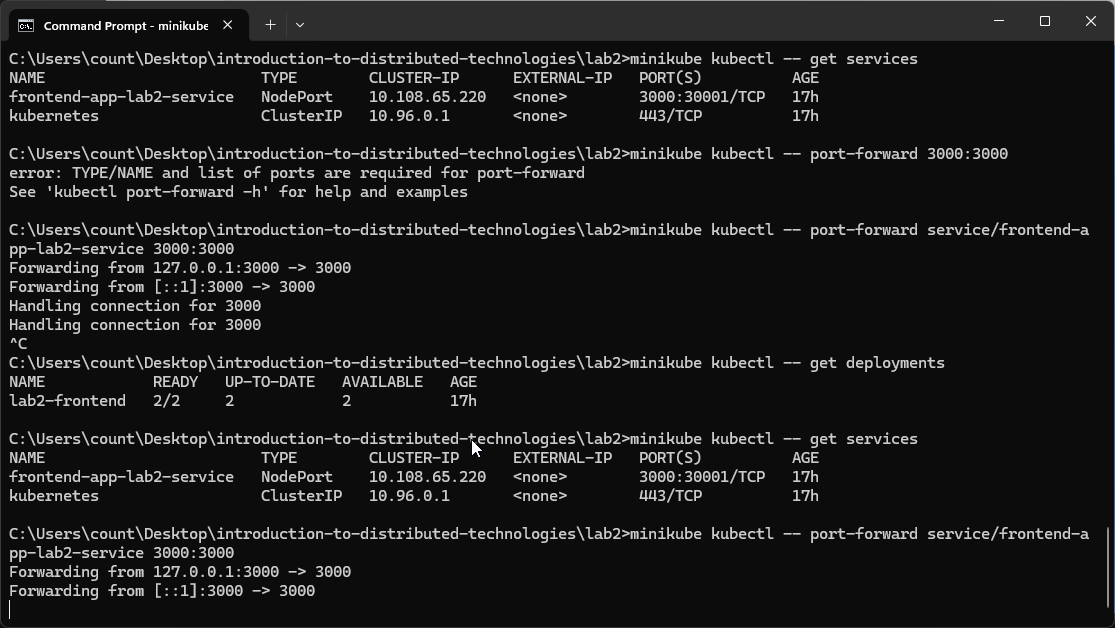 Command Prompt - minikube
C:\Users\count\Desktop\introduction-to-distributed-technologies\lab2>minikube kubectl -- get services
NAME TYPE CLUSTER-IP EXTERNAL-IP PORT(S) AGE
frontend-app-lab2-service NodePort 10.108.65.220 <none> 3000:30001/TCP 17h
kubernetes ClusterIP 10.96.0.1 <none> 443/TCP 17h
C:\Users\count\Desktop\introduction-to-distributed-technologies\lab2>minikube kubectl -- port-forward 3000:3000
error: TYPE/NAME and list of ports are required for port-forward
See 'kubectl port-forward -h' for help and examples
C:\Users\count\Desktop\introduction-to-distributed-technologies\lab2>minikube kubectl -- port-forward service/frontend-a
pp-lab2-service 3000:3000
Forwarding from 127.0.0.1:3000 -> 3000
Forwarding from [::1]:3000 -> 3000
Handling connection for 3000
Handling connection for 3000
^C
C:\Users\count\Desktop\introduction-to-distributed-technologies\lab2>minikube kubectl -- get deployments
NAME READY UP-TO-DATE AVAILABLE AGE
lab2-frontend 2/2 2 2 17h
C:\Users\count\Desktop\introduction-to-distributed-technologies\lab2>minikube kubectl -- get services
NAME TYPE CLUSTER-IP EXTERNAL-IP PORT(S) AGE
frontend-app-lab2-service NodePort 10.108.65.220 <none> 3000:30001/TCP 17h
kubernetes ClusterIP 10.96.0.1 <none> 443/TCP 17h
C:\Users\count\Desktop\introduction-to-distributed-technologies\lab2>minikube kubectl -- port-forward service/frontend-a
pp-lab2-service 3000:3000
Forwarding from 127.0.0.1:3000 -> 3000
Forwarding from [::1]:3000 -> 3000